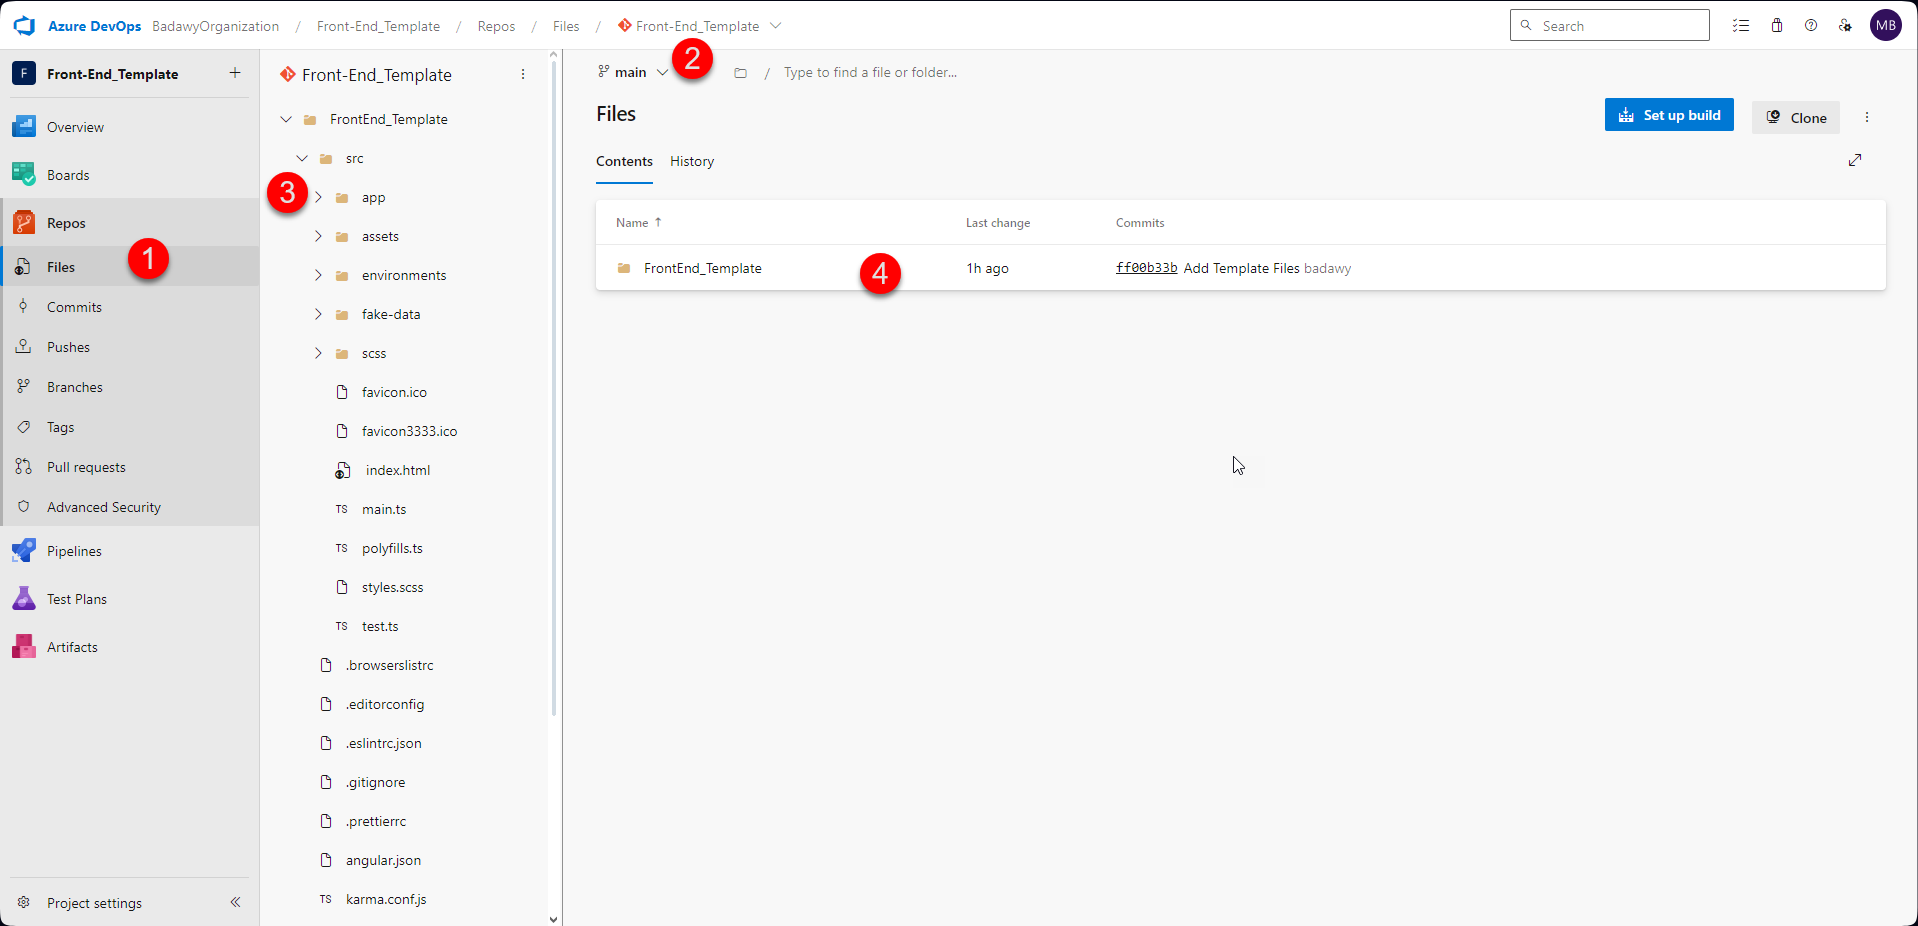 Azure DevOps BadawyOrganization / Front-End_Template / Repos / Files / Front-End_Template
Search
MB
F Front-End_Template +
Overview
Boards
Repos
Files
1
Commits
Pushes
Branches
Tags
Pull requests
Advanced Security
Pipelines
Test Plans
Artifacts
Project settings
Front-End_Template
FrontEnd_Template
src
3
app
assets
environments
fake-data
scss
favicon.ico
favicon3333.ico
index.html
TS main.ts
TS polyfills.ts
styles.scss
TS test.ts
.browserslistrc
.editorconfig
.eslintrc.json
.gitignore
.prettierrc
angular.json
TS karma.conf.js
main 2 / Type to find a file or folder...
Files
Set up build
Clone
Contents History
Name ↑ Last change Commits
FrontEnd_Template 4 1h ago ff00b33b Add Template Files badawy